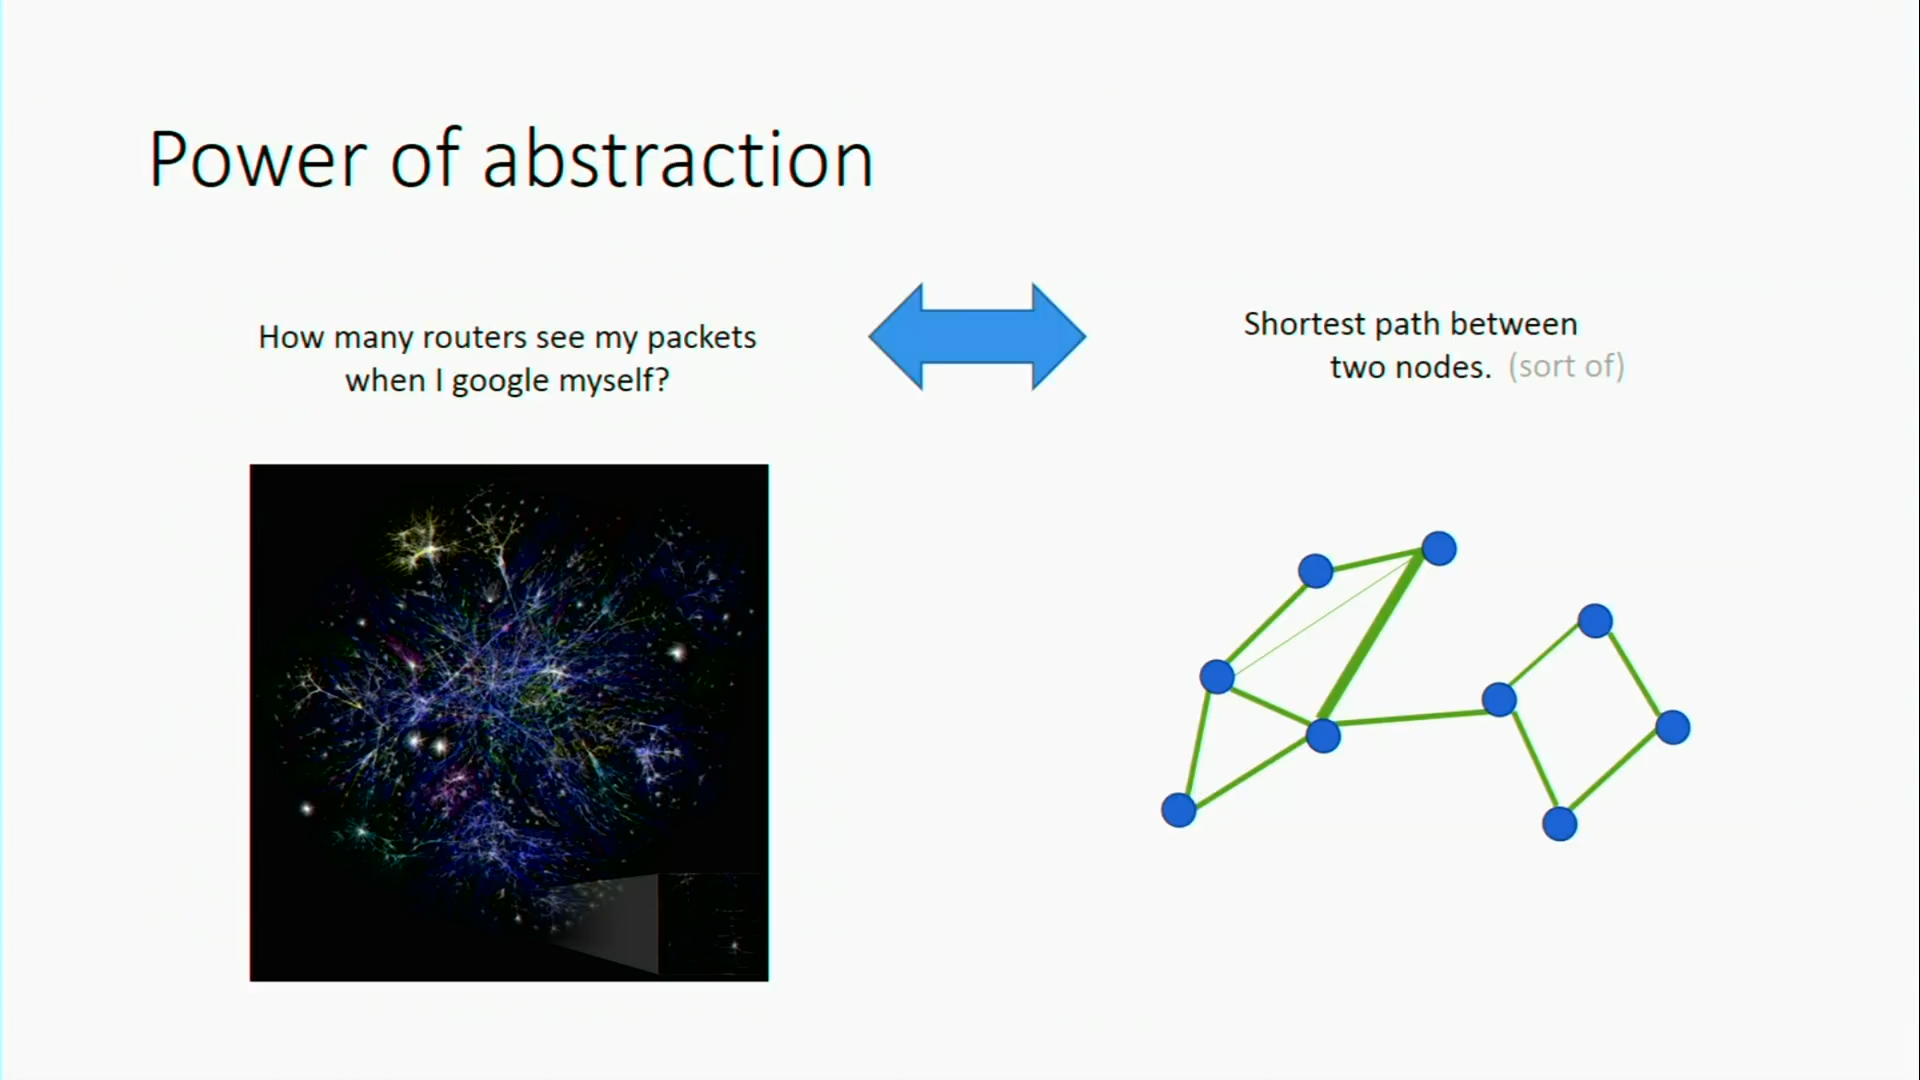 Power of abstraction
How many routers see my packets
when I google myself?
Shortest path between
two nodes. (sort of)